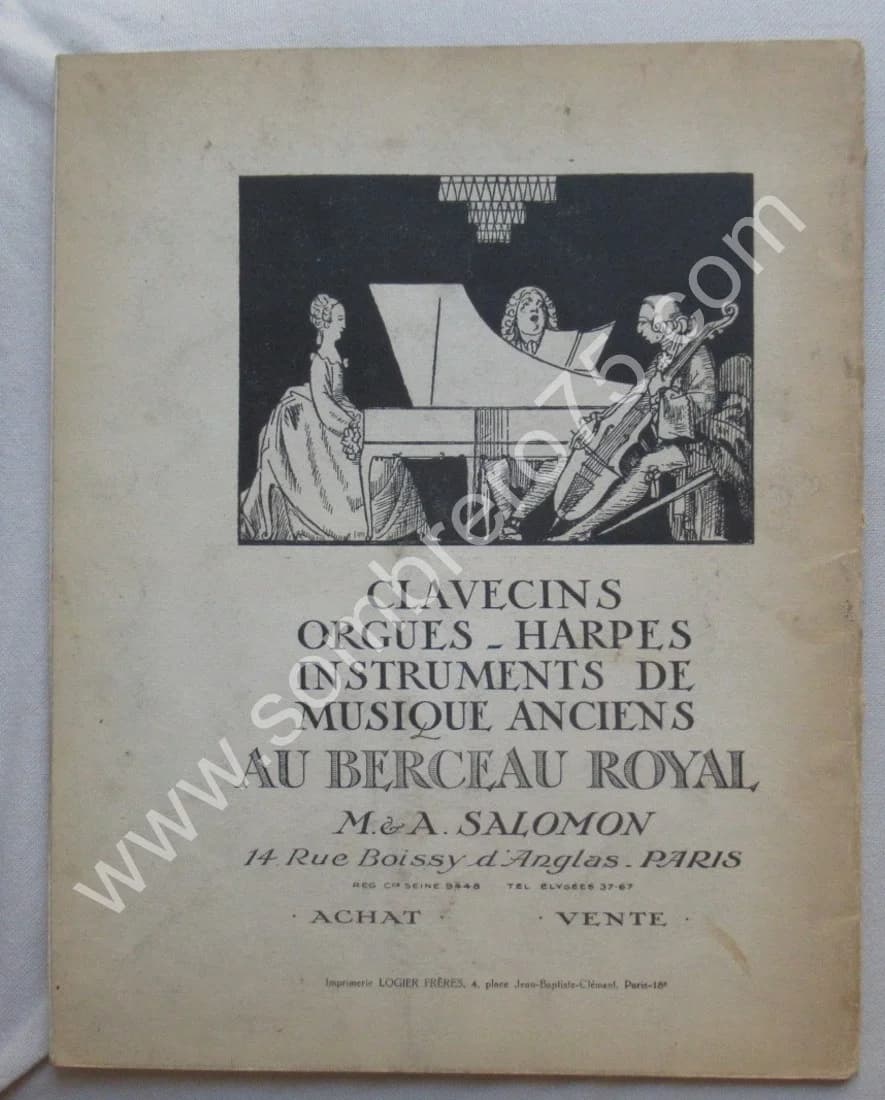 CLAVECINS
ORGUES - HARPES
INSTRUMENTS DE
MUSIQUE ANCIENS
AU BERCEAU ROYAL
M. & A. SALOMON
14 Rue Boissy d'Anglas - PARIS
REG Cce SEINE 9448 TEL ELYSEES 37-67
· ACHAT · · VENTE ·
Imprimerie LOGIER FRÈRES, 4, place Jean-Baptiste-Clément, Paris-18e
www.sombrero75.com